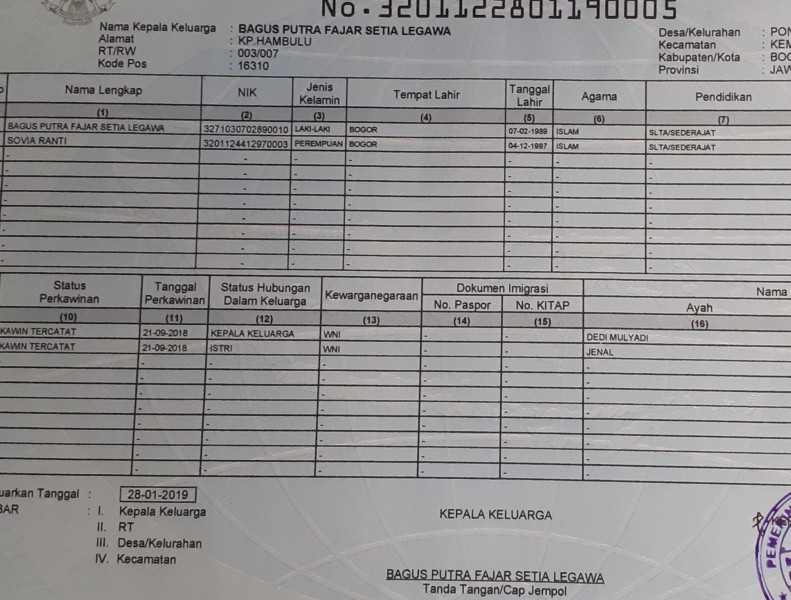 No. 3201122801190005
Nama Kepala Keluarga : BAGUS PUTRA FAJAR SETIA LEGAWA
Alamat : KP.HAMBULU
RT/RW : 003/007
Kode Pos : 16310
Desa/Kelurahan : PON
Kecamatan : KEM
Kabupaten/Kota : BOG
Provinsi : JAW
Nama Lengkap NIK Jenis Kelamin Tempat Lahir Tanggal Lahir Agama Pendidikan
(1) (2) (3) (4) (5) (6) (7)
BAGUS PUTRA FAJAR SETIA LEGAWA 3271030702890010 LAKI-LAKI BOGOR 07-02-1989 ISLAM SLTA/SEDERAJAT
SOVIA RANTI 3201124412970003 PEREMPUAN BOGOR 04-12-1997 ISLAM SLTA/SEDERAJAT
Status Perkawinan Tanggal Perkawinan Status Hubungan Dalam Keluarga Kewarganegaraan Dokumen Imigrasi Nama
No. Paspor No. KITAP Ayah
(10) (11) (12) (13) (14) (15) (16)
KAWIN TERCATAT 21-09-2018 KEPALA KELUARGA WNI - - DEDI MULYADI
KAWIN TERCATAT 21-09-2018 ISTRI WNI - - JENAL
uarkan Tanggal : 28-01-2019
BAR : I. Kepala Keluarga
II. RT
III. Desa/Kelurahan
IV. Kecamatan
KEPALA KELUARGA
BAGUS PUTRA FAJAR SETIA LEGAWA
Tanda Tangan/Cap Jempol
PEMER